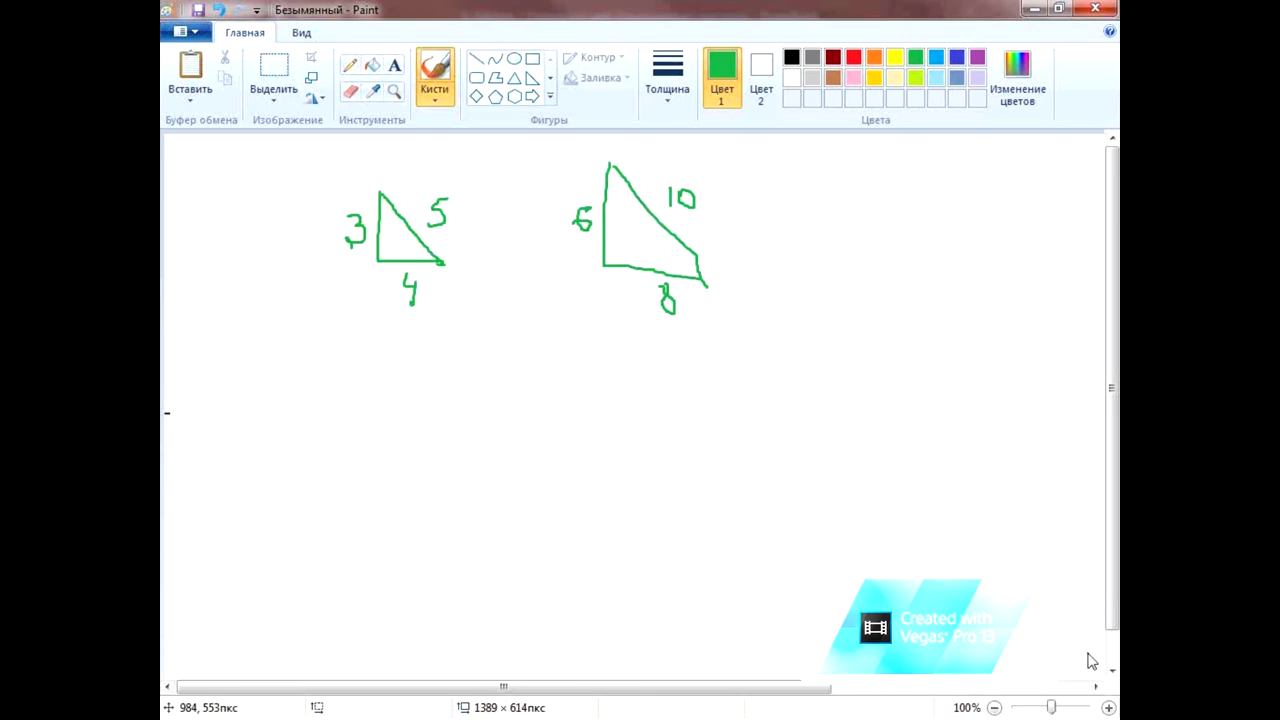 Безымянный - Paint
Главная Вид
Вставить
Выделить
A
Кисти
Контур
Заливка
Толщина
Цвет 1
Цвет 2
Изменение цветов
Буфер обмена
Изображение
Инструменты
Фигуры
Цвета
3
5
4
6
10
8
Created with
Vegas Pro 13
984, 553пкс
1389 × 614пкс
100%